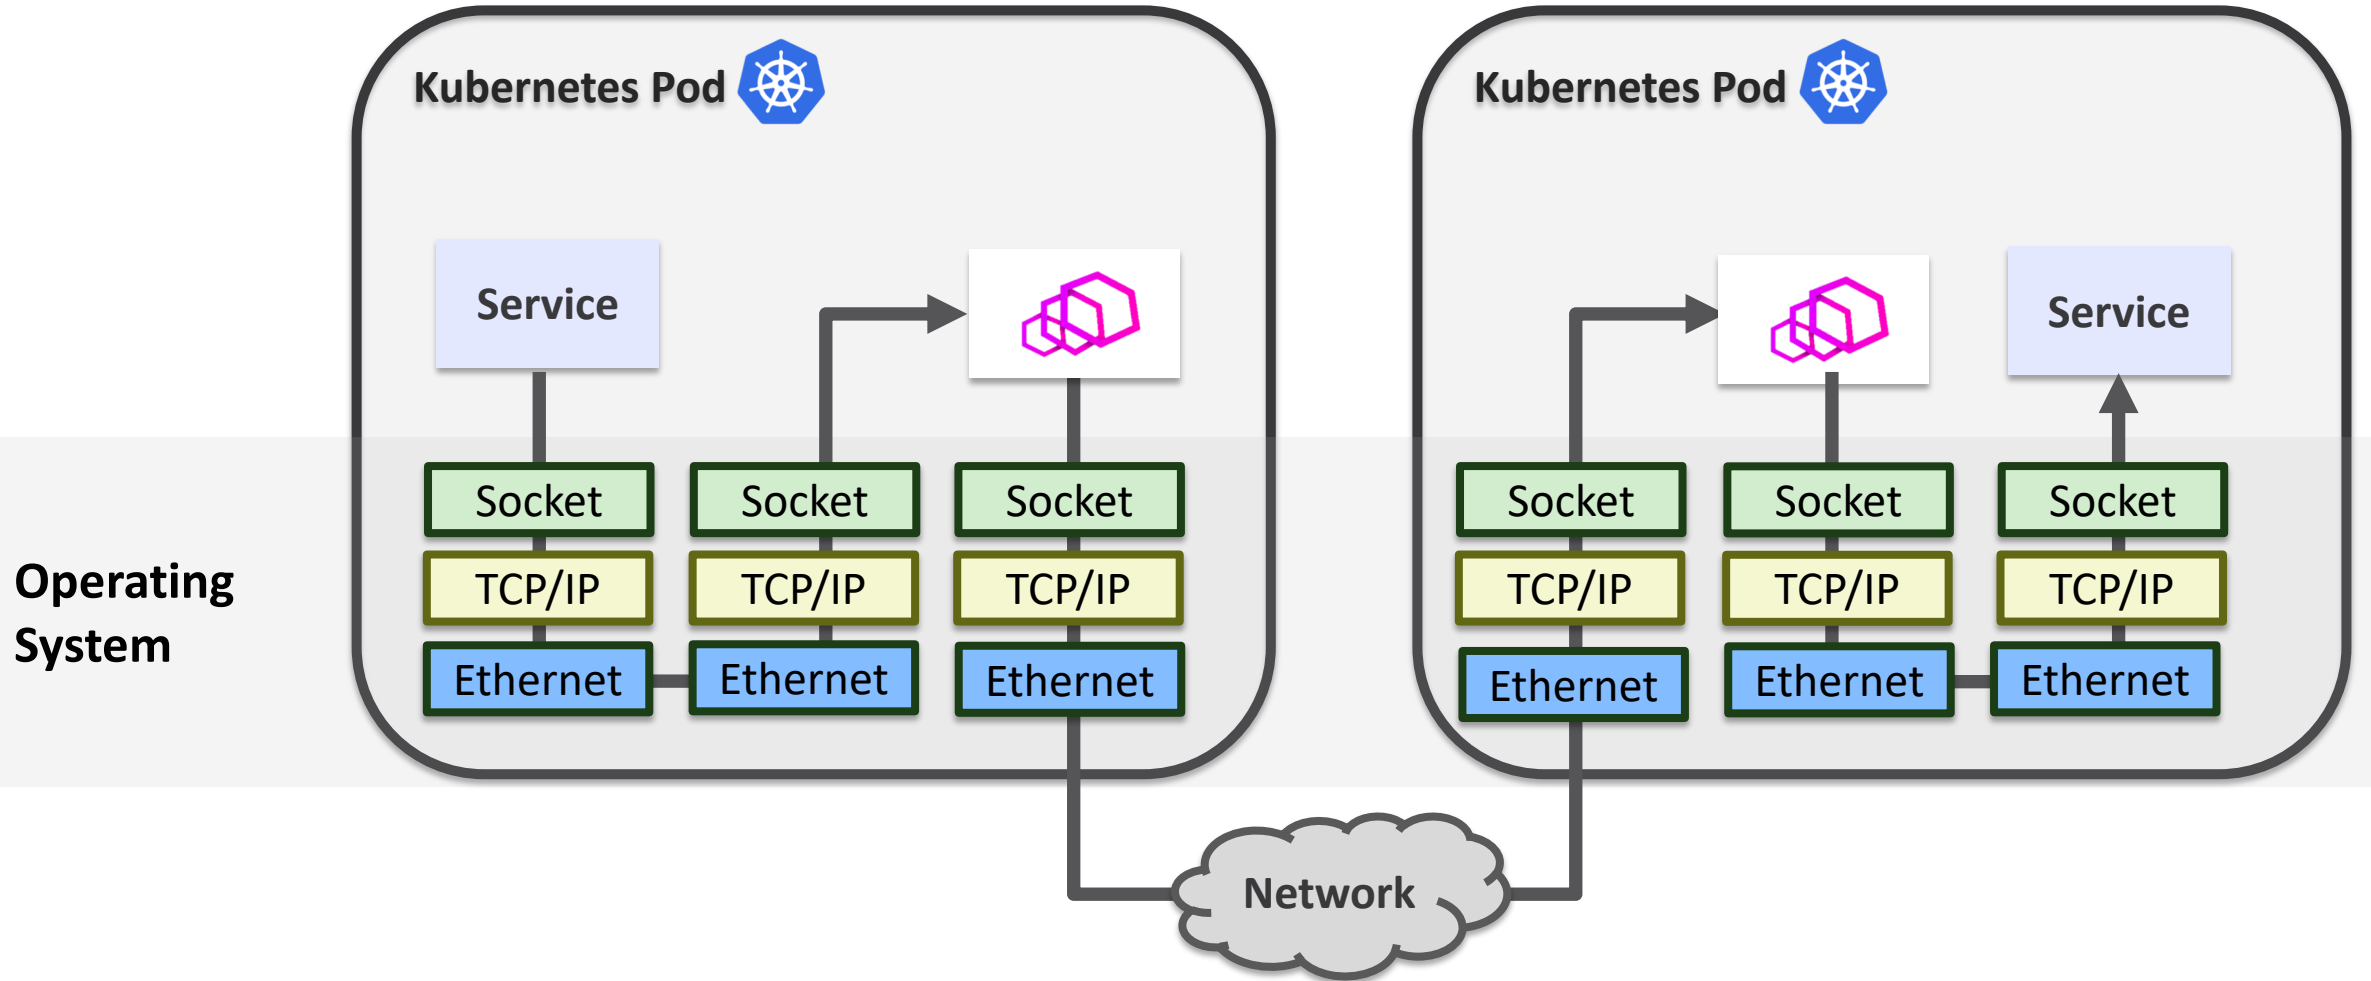 Kubernetes Pod
Kubernetes Pod
Service
Service
Socket
Socket
Socket
Socket
Socket
Socket
Operating
System
TCP/IP
TCP/IP
TCP/IP
TCP/IP
TCP/IP
TCP/IP
Ethernet
Ethernet
Ethernet
Ethernet
Ethernet
Ethernet
Network